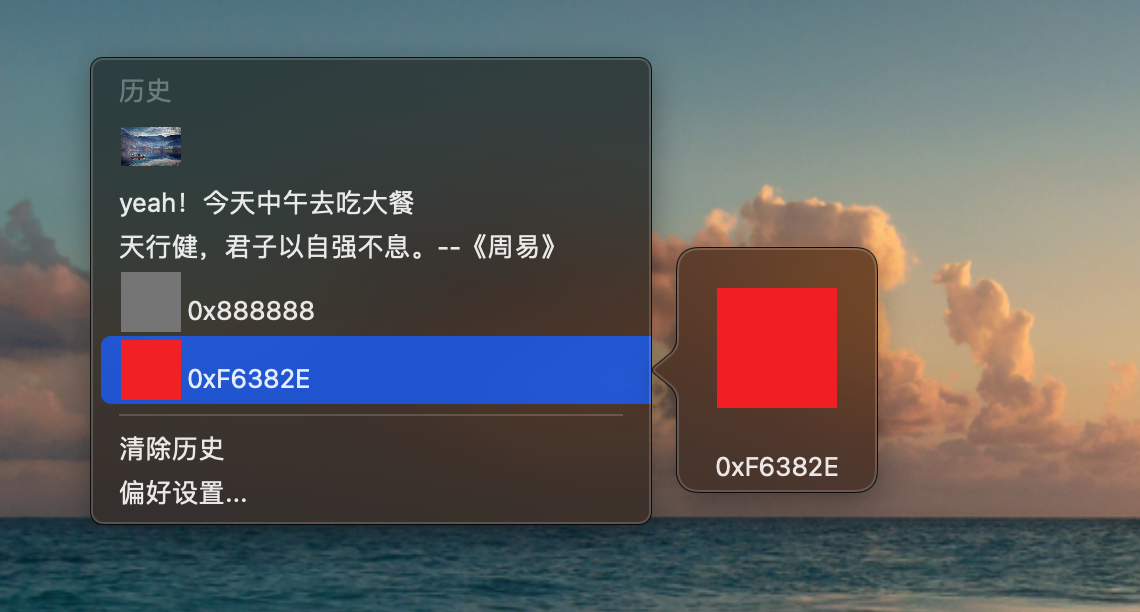 历史
yeah！今天中午去吃大餐
天行健，君子以自强不息。--《周易》
0x888888
0xF6382E
清除历史
偏好设置...
0xF6382E